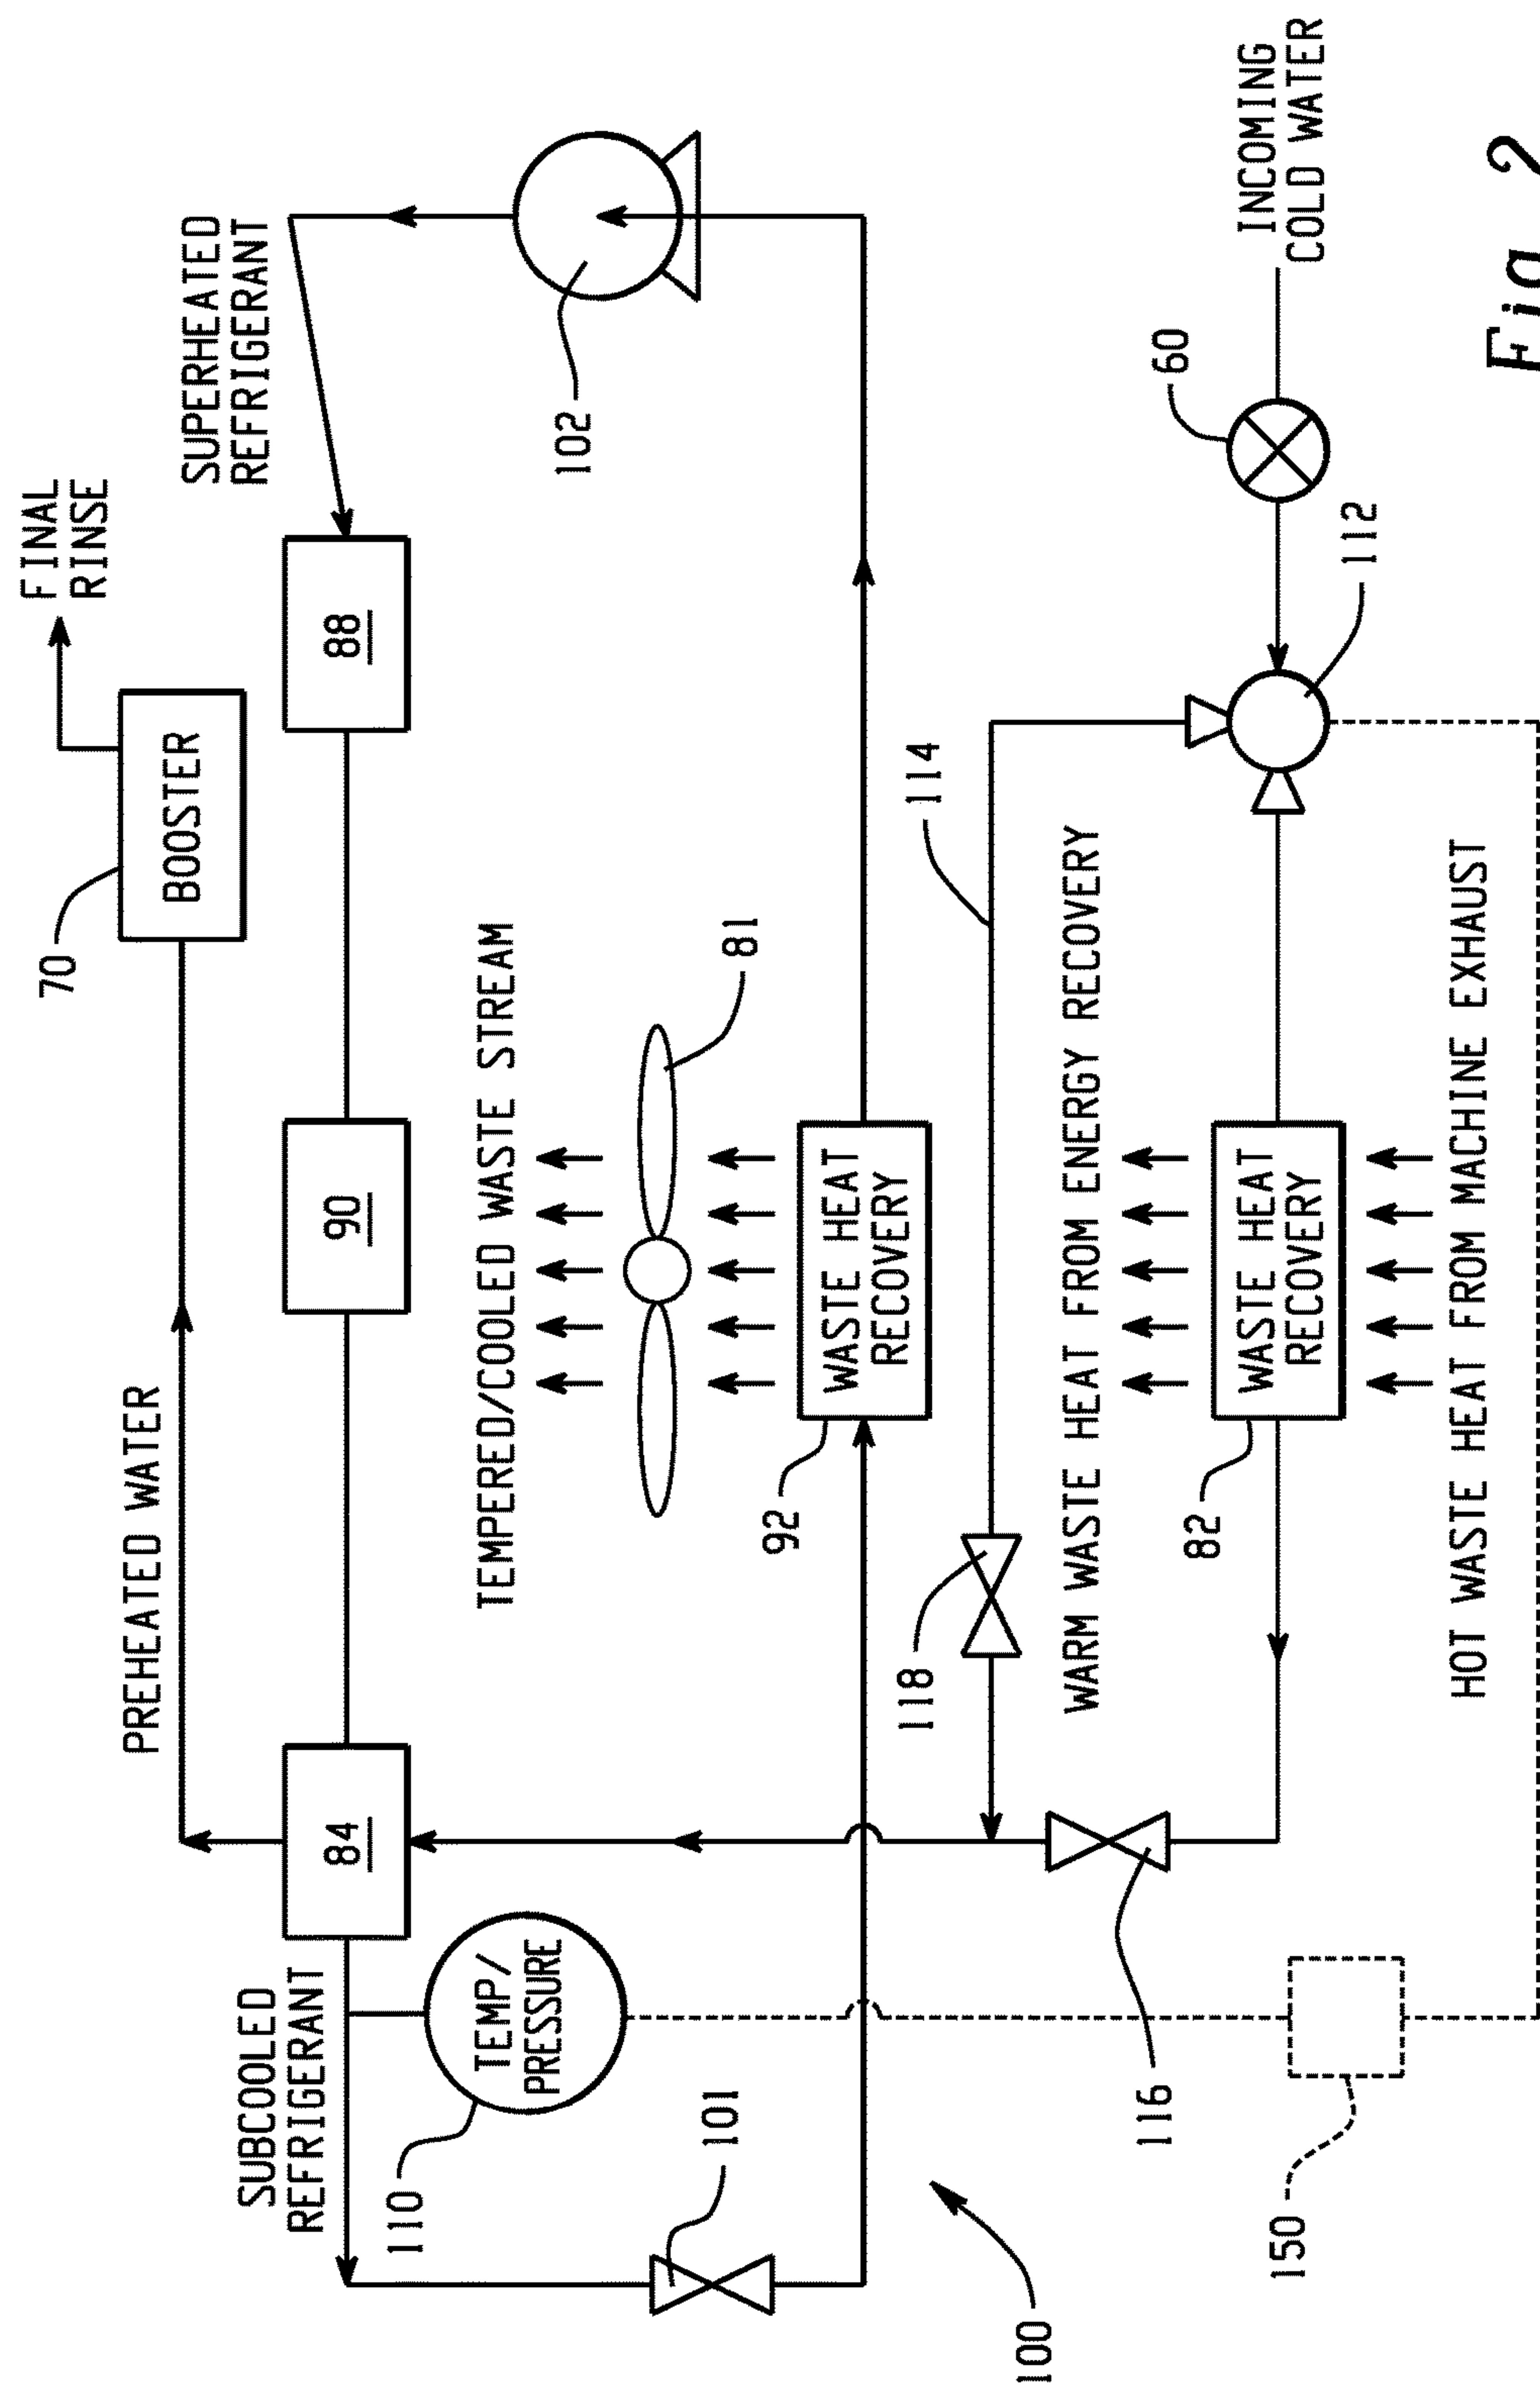 FINAL
RINSE
70
BOOSTER
PREHEATED WATER
SUPERHEATED
REFRIGERANT
SUBCOOLED
REFRIGERANT
84
90
88
110
TEMP/
PRESSURE
TEMPERED/COOLED WASTE STREAM
102
101
81
92
WASTE HEAT
RECOVERY
118
114
WARM WASTE HEAT FROM ENERGY RECOVERY
116
82
WASTE HEAT
RECOVERY
60
INCOMING
COLD WATER
112
100
150
HOT WASTE HEAT FROM MACHINE EXHAUST
Fig. 2